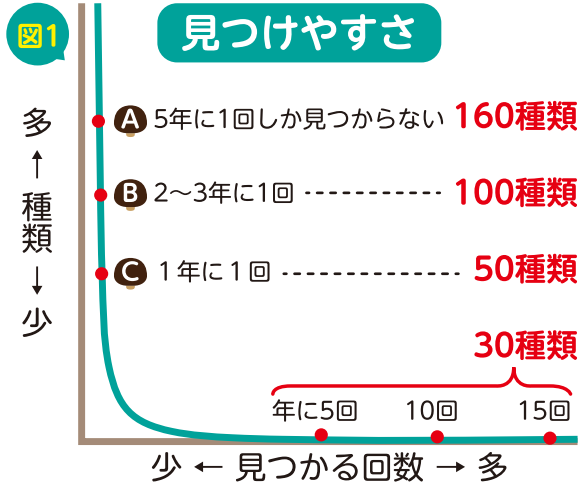 図1
見つけやすさ
A 5年に1回しか見つからない 160種類
B 2〜3年に1回 100種類
C 1年に1回 50種類
30種類
年に5回 10回 15回
多 ↑ 種類 ↓ 少
少 ← 見つかる回数 → 多